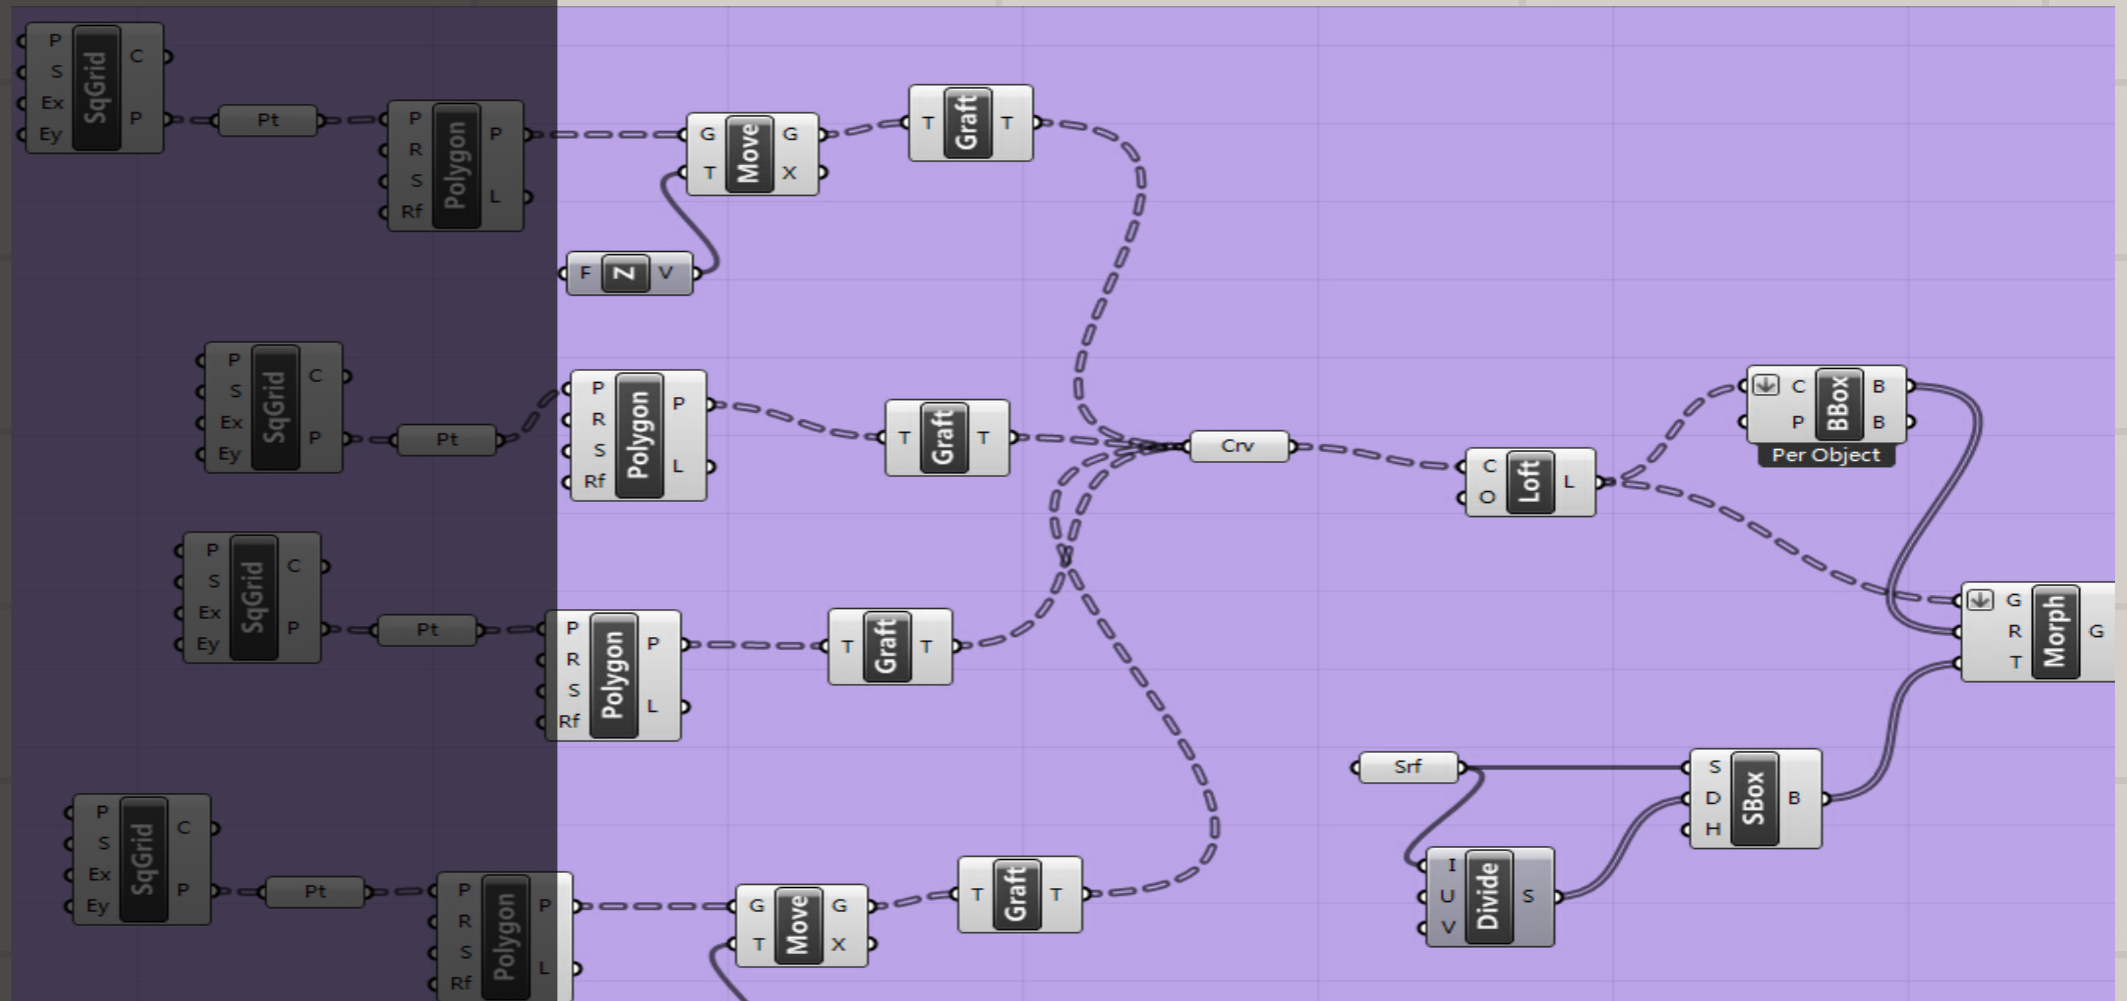 P
S
Ex
Ey
SqGrid
C
P
Pt
P
R
S
Rf
Polygon
P
L
G
T
Move
G
X
T
Graft
T
F
Z
V
P
S
Ex
Ey
SqGrid
C
P
Pt
P
R
S
Rf
Polygon
P
L
T
Graft
T
Crv
C
O
Loft
L
C
P
BBox
B
B
Per Object
P
S
Ex
Ey
SqGrid
C
P
Pt
P
R
S
Rf
Polygon
P
L
T
Graft
T
G
R
T
Morph
G
P
S
Ex
Ey
SqGrid
C
P
Pt
P
R
S
Rf
Polygon
P
L
G
T
Move
G
X
T
Graft
T
Srf
I
U
V
Divide
S
S
D
H
SBox
B